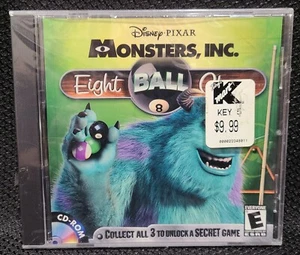 Disney·PIXAR
MONSTERS, INC.
Eight BALL
8
K
KEY 5
$9.99
CD-ROM
COLLECT ALL 3 TO UNLOCK A SECRET GAME
EVERYONE
E